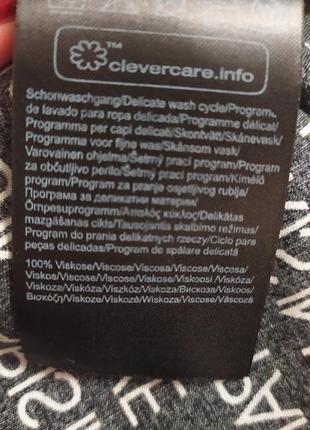 ™
clevercare.info
Schonwaschgang/Delicate wash cycle/Programa
de lavado para ropa delicada/Programme délicat/
Programma per capi delicati/Skontvätt/Skånevask/
Programma voor fijne was/Skånsom vask/
Varovainen ohjelma/Šetrný prací program/Program
za občutljivo perilo/Šetrný prací program/Kímélő
program/Program za pranje osjetljivog rublja/
Програма за деликатни материи/
Õrnpesuprogramm/Απαλός κύκλος/Delikātas
mazgāšanas cikls/Tausojantis skalbimo režimas/
Program do prania delikatnych rzeczy/Ciclo para
peças delicadas/Program de spălare delicată
100% Viskose/Viscose/Viscosa/Viscose/Viscosa/
Viskos/Viscose/Viscose/Viskose/Viskoosi /Viskóza/
Viskoza/Viskóza/Viszkóz/Viskoza/Вискоза/Viskoos/
Βισκόζη/Viskoze/Viskozė/Wiskoza/Viscose/Vâscoză